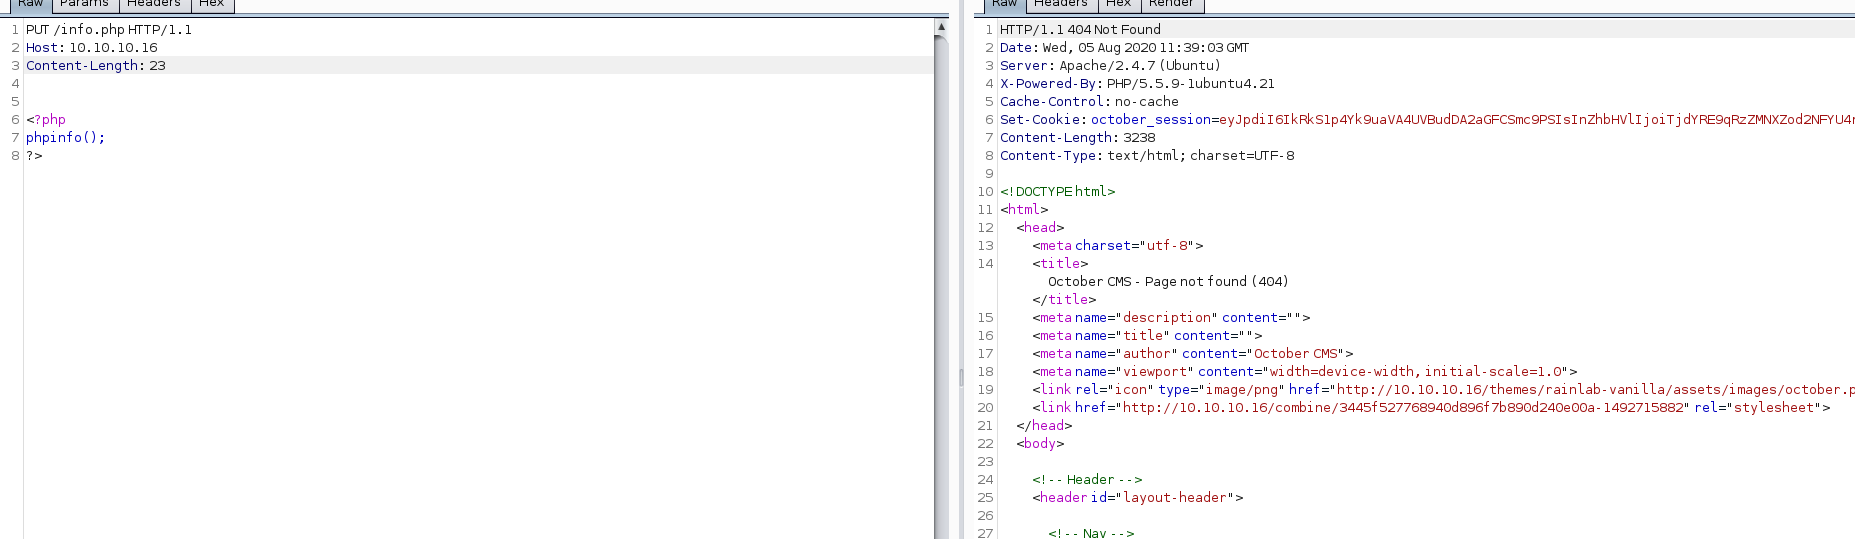 Raw Params Headers Hex
1 PUT /info.php HTTP/1.1
2 Host: 10.10.10.16
3 Content-Length: 23
4
5
6 <?php
7 phpinfo();
8 ?>
Raw Headers Hex Render
1 HTTP/1.1 404 Not Found
2 Date: Wed, 05 Aug 2020 11:39:03 GMT
3 Server: Apache/2.4.7 (Ubuntu)
4 X-Powered-By: PHP/5.5.9-1ubuntu4.21
5 Cache-Control: no-cache
6 Set-Cookie: october_session=
7 Content-Length: 3238
8 Content-Type: text/html; charset=UTF-8
9
10 <!DOCTYPE html>
11 <html>
12 <head>
13 <meta charset="utf-8">
14 <title>
October CMS - Page not found (404)
</title>
15 <meta name="description" content="">
16 <meta name="title" content="">
17 <meta name="author" content="October CMS">
18 <meta name="viewport" content="width=device-width, initial-scale=1.0">
19 <link rel="icon" type="image/png" href="http://10.10.10.16/themes/rainlab-vanilla/assets/images/october.p
20 <link href="http://10.10.10.16/combine/3445f527768940d896f7b890d240e00a-1492715882" rel="stylesheet">
21 </head>
22 <body>
23
24 <!-- Header -->
25 <header id="layout-header">
26
27 <!-- Nav -->